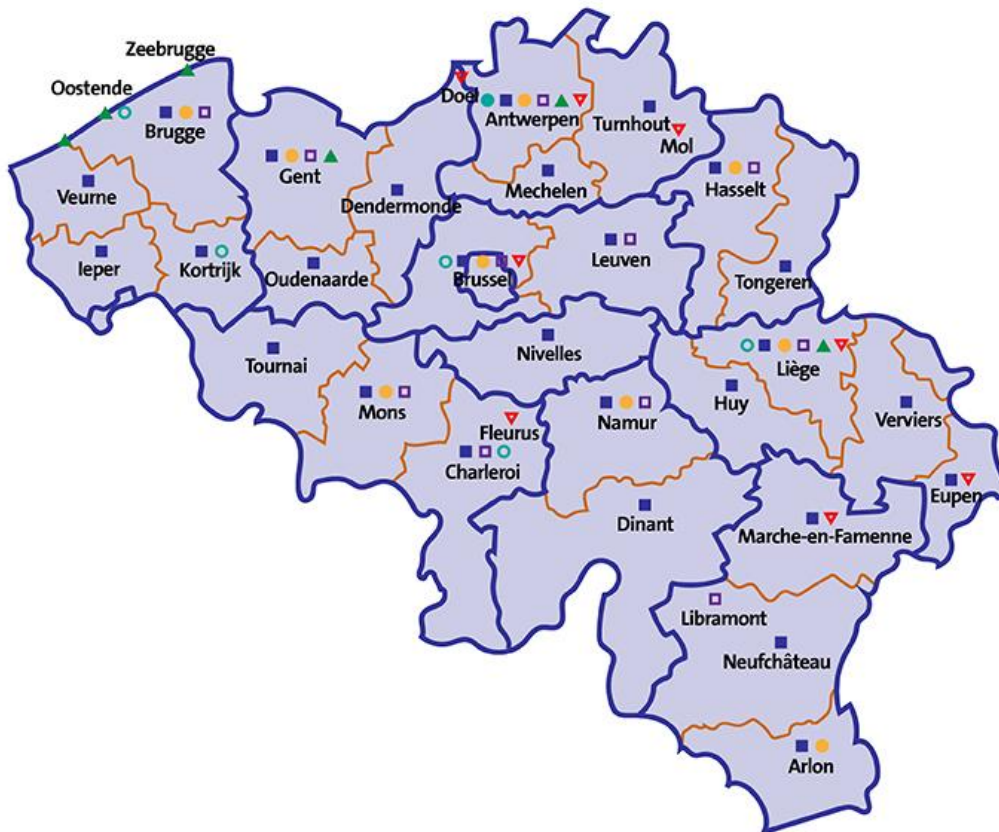 Zeebrugge
Oostende
Brugge
Doel
Antwerpen
Turnhout
Mol
Gent
Mechelen
Hasselt
Veurne
Dendermonde
Ieper
Kortrijk
Oudenaarde
Brussel
Leuven
Tongeren
Tournai
Nivelles
Liège
Mons
Huy
Verviers
Fleurus
Namur
Charleroi
Eupen
Dinant
Marche-en-Famenne
Libramont
Neufchâteau
Arlon